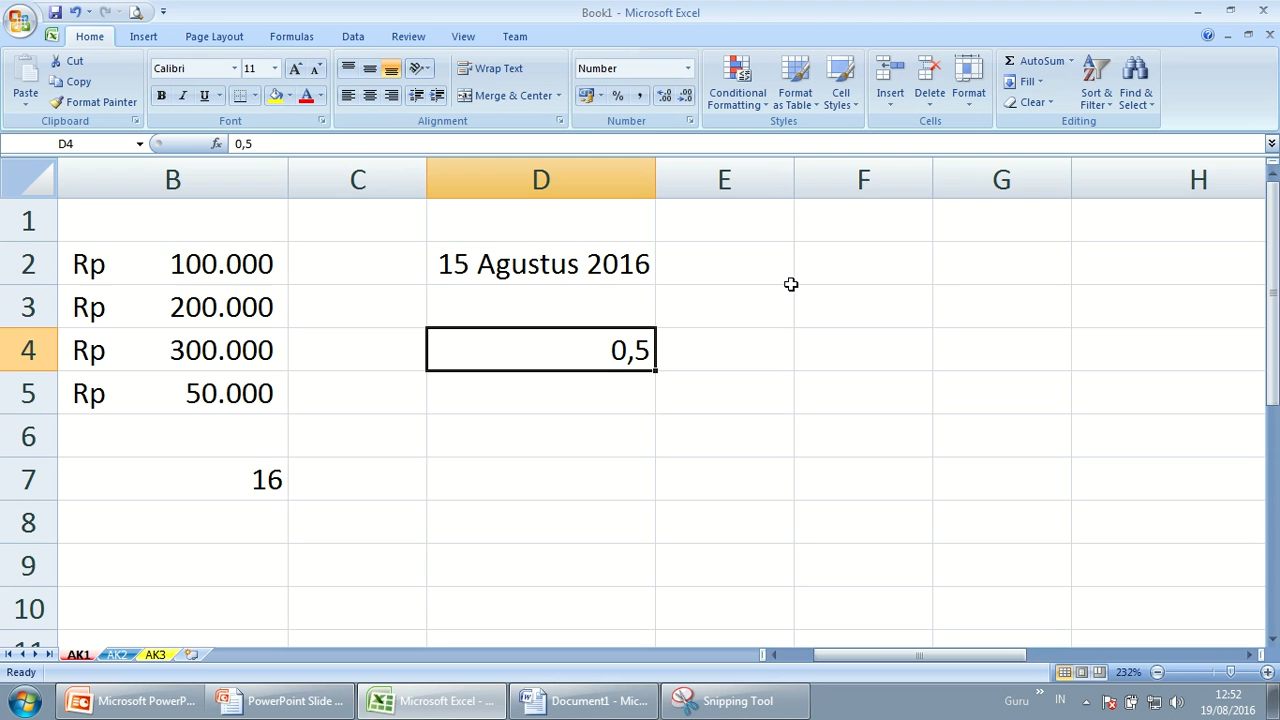 Book1 - Microsoft Excel
Home Insert Page Layout Formulas Data Review View Team
Paste
Cut
Copy
Format Painter
Clipboard
Calibri 11
B I U A
Font
Wrap Text
Merge & Center
Alignment
Number
% ,
Number
Conditional Formatting
Format as Table
Cell Styles
Styles
Insert Delete Format
Cells
Σ AutoSum
Fill
Clear
Sort & Filter
Find & Select
Editing
D4 fx 0,5
B C D E F G H
1
2 Rp 100.000 15 Agustus 2016
3 Rp 200.000
4 Rp 300.000 0,5
5 Rp 50.000
6
7 16
8
9
10
11
AK1 AK2 AK3
Ready 232%
Microsoft PowerP... PowerPoint Slide ... Microsoft Excel - ... Document1 - Mic... Snipping Tool Guru » IN 12:52
19/08/2016